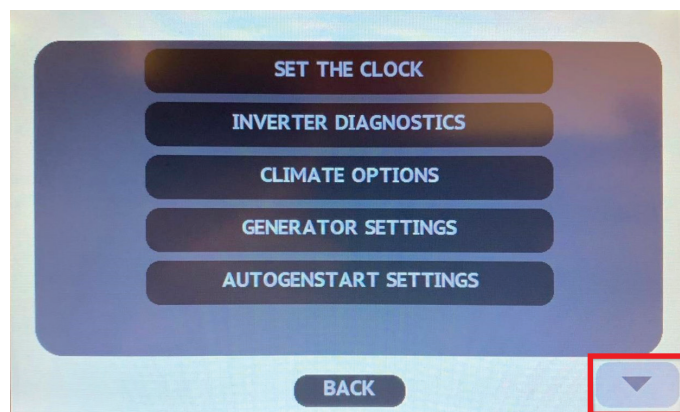 SET THE CLOCK
INVERTER DIAGNOSTICS
CLIMATE OPTIONS
GENERATOR SETTINGS
AUTOGENSTART SETTINGS
BACK